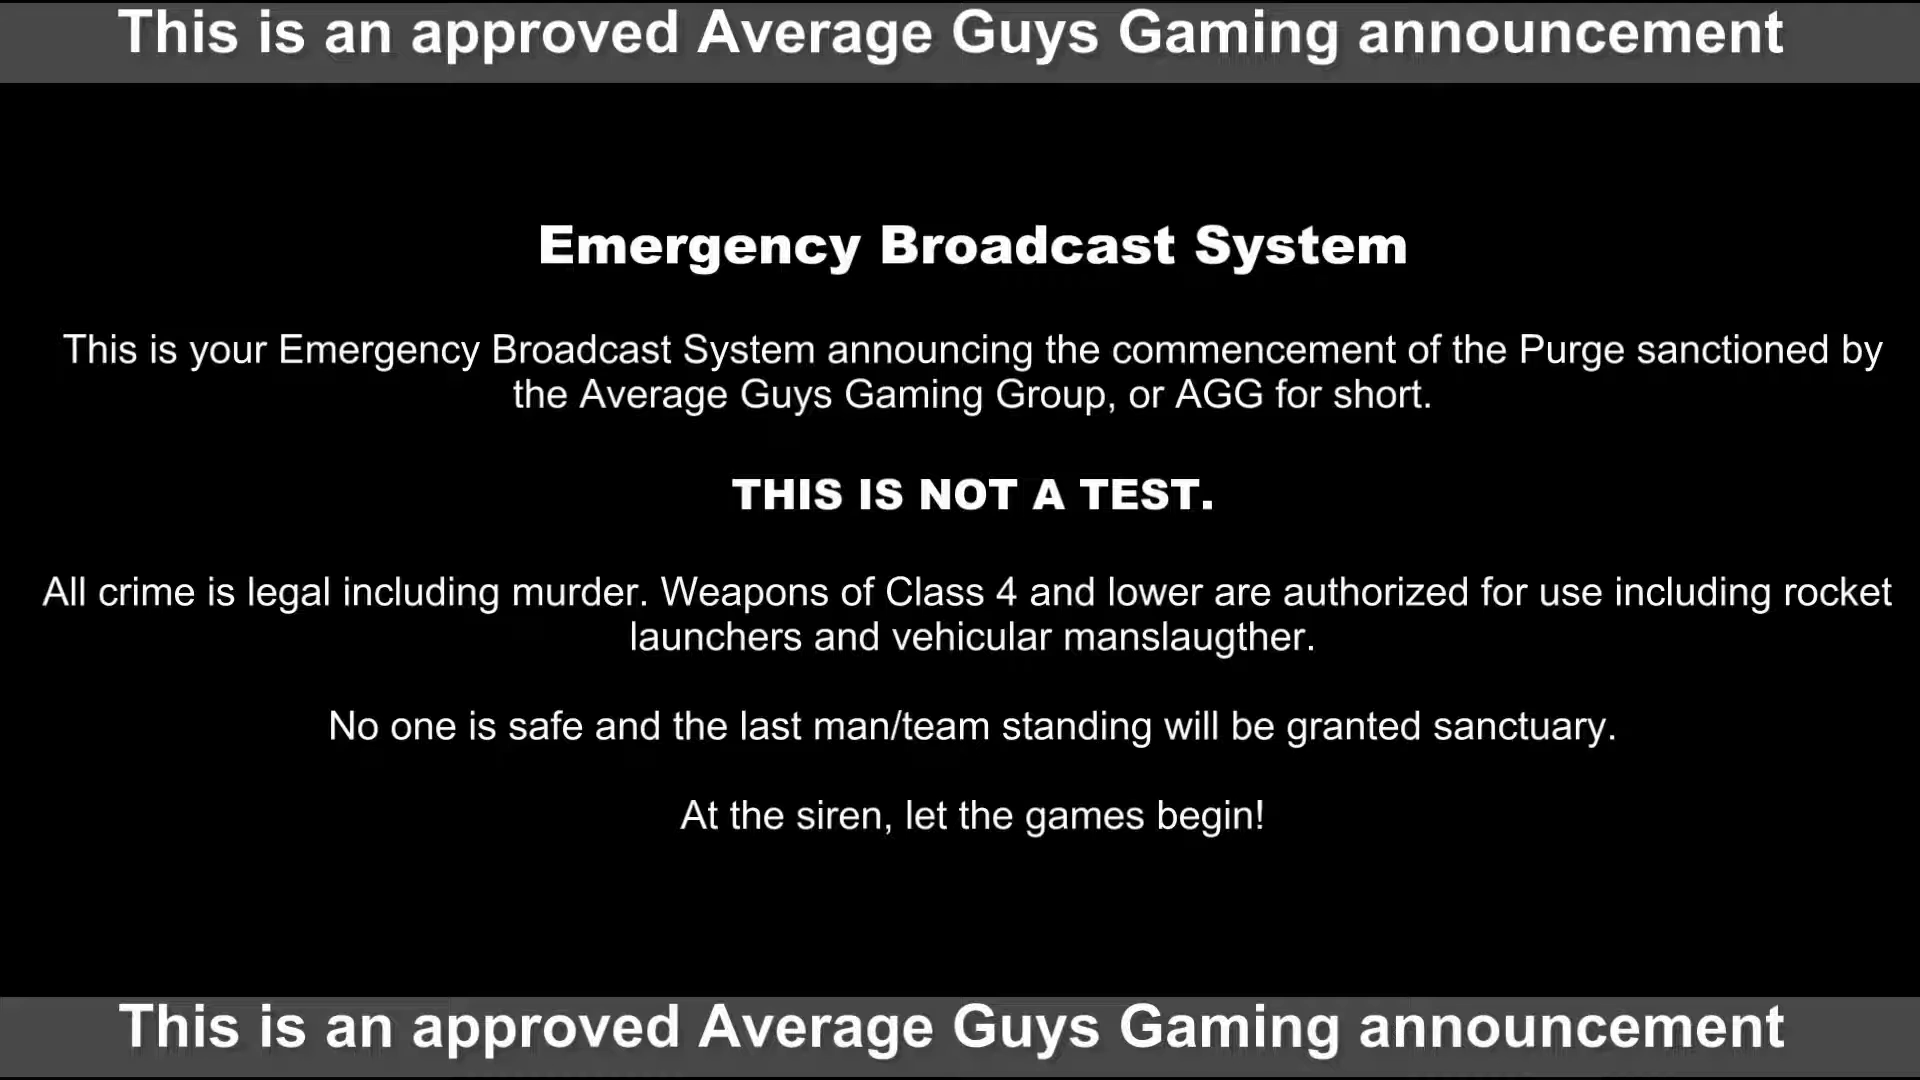 This is an approved Average Guys Gaming announcement
Emergency Broadcast System
This is your Emergency Broadcast System announcing the commencement of the Purge sanctioned by
the Average Guys Gaming Group, or AGG for short.
THIS IS NOT A TEST.
All crime is legal including murder. Weapons of Class 4 and lower are authorized for use including rocket
launchers and vehicular manslaugther.
No one is safe and the last man/team standing will be granted sanctuary.
At the siren, let the games begin!
This is an approved Average Guys Gaming announcement